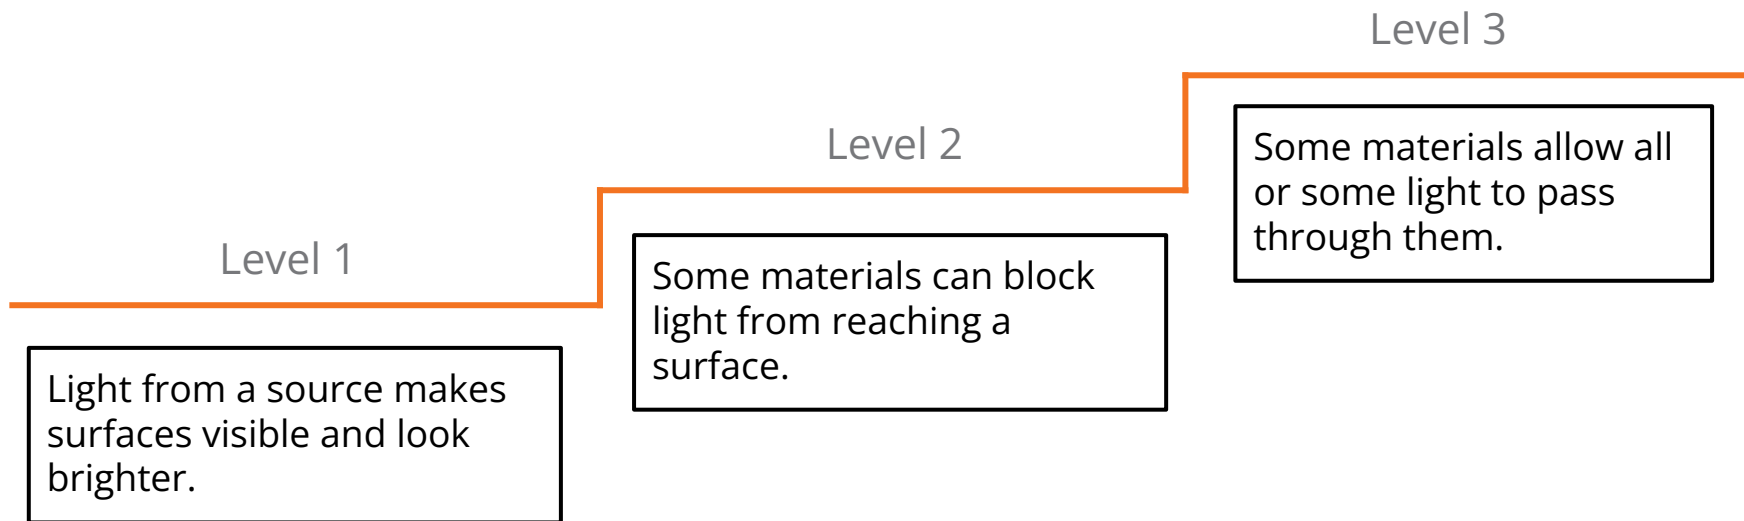 Level 1
Light from a source makes
surfaces visible and look
brighter.
Level 2
Some materials can block
light from reaching a
surface.
Level 3
Some materials allow all
or some light to pass
through them.